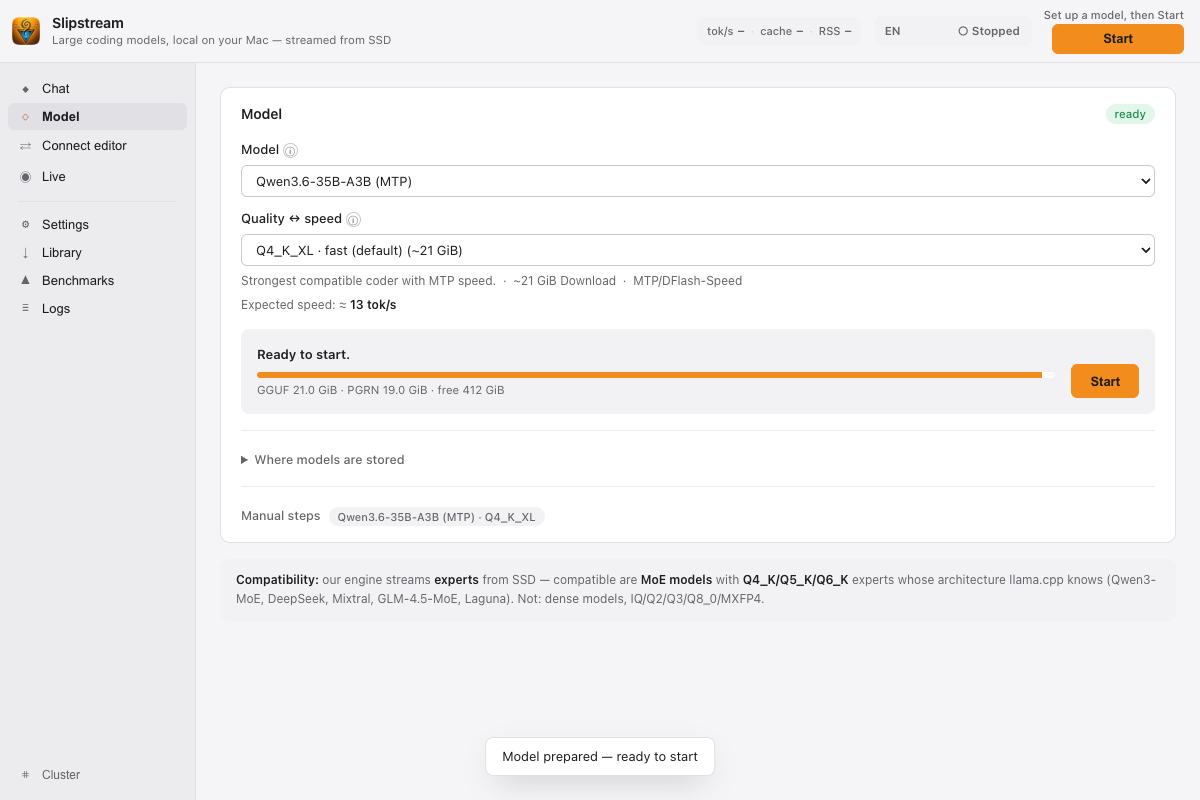 Slipstream
Large coding models, local on your Mac — streamed from SSD
tok/s – · cache – · RSS –
EN
Stopped
Set up a model, then Start
Start
Chat
Model
Connect editor
Live
Settings
Library
Benchmarks
Logs
Cluster
Model
ready
Model
Qwen3.6-35B-A3B (MTP)
Quality ↔ speed
Q4_K_XL · fast (default) (~21 GiB)
Strongest compatible coder with MTP speed. · ~21 GiB Download · MTP/DFlash-Speed
Expected speed: ≈ 13 tok/s
Ready to start.
GGUF 21.0 GiB · PGRN 19.0 GiB · free 412 GiB
Start
Where models are stored
Manual steps Qwen3.6-35B-A3B (MTP) · Q4_K_XL
Compatibility: our engine streams experts from SSD — compatible are MoE models with Q4_K/Q5_K/Q6_K experts whose architecture llama.cpp knows (Qwen3-
MoE, DeepSeek, Mixtral, GLM-4.5-MoE, Laguna). Not: dense models, IQ/Q2/Q3/Q8_0/MXFP4.
Model prepared — ready to start